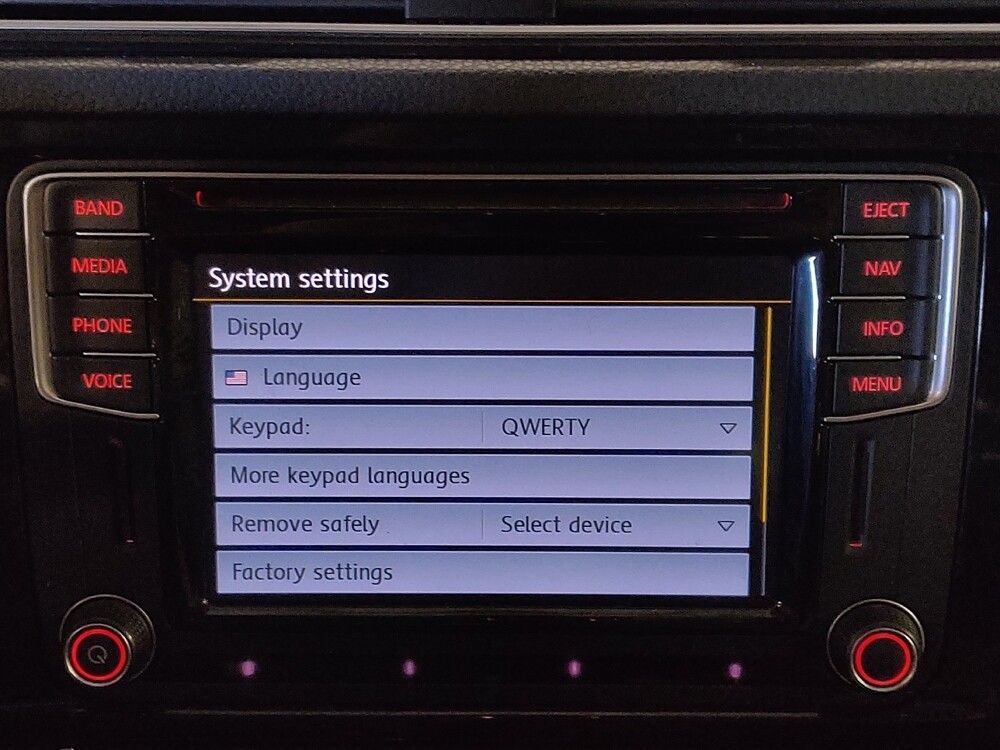 BAND
MEDIA
PHONE
VOICE
System settings
Display
Language
Keypad: QWERTY
More keypad languages
Remove safely Select device
Factory settings
EJECT
NAV
INFO
MENU